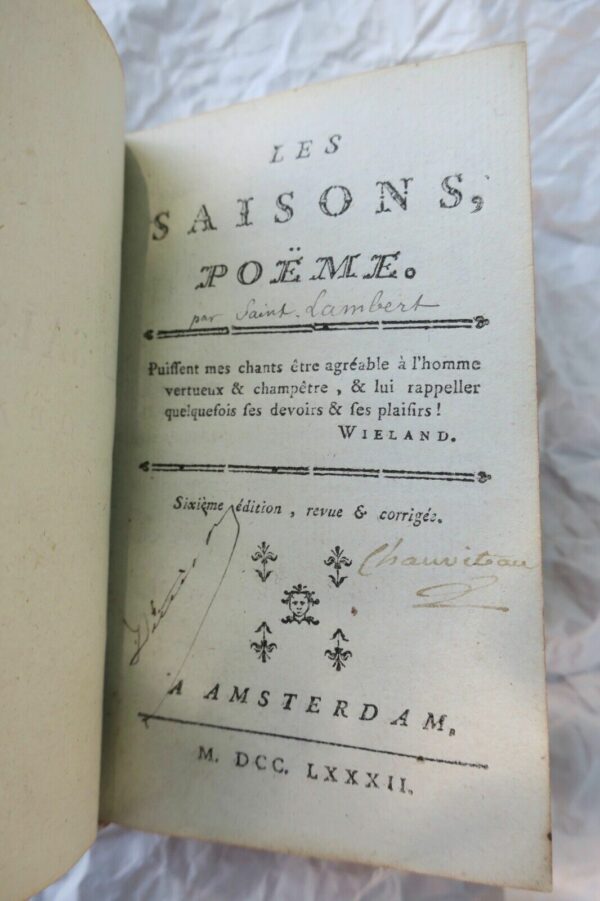 LES
SAISONS,
POËME.
par Saint-Lambert
Puiſſent mes chants être agréable à l'homme
vertueux & champêtre, & lui rappeller
quelquefois ſes devoirs & ſes plaiſirs !
WIELAND.
Sixième édition, revue & corrigée.
Chauviteau
A AMSTERDAM,
M. DCC. LXXXII.